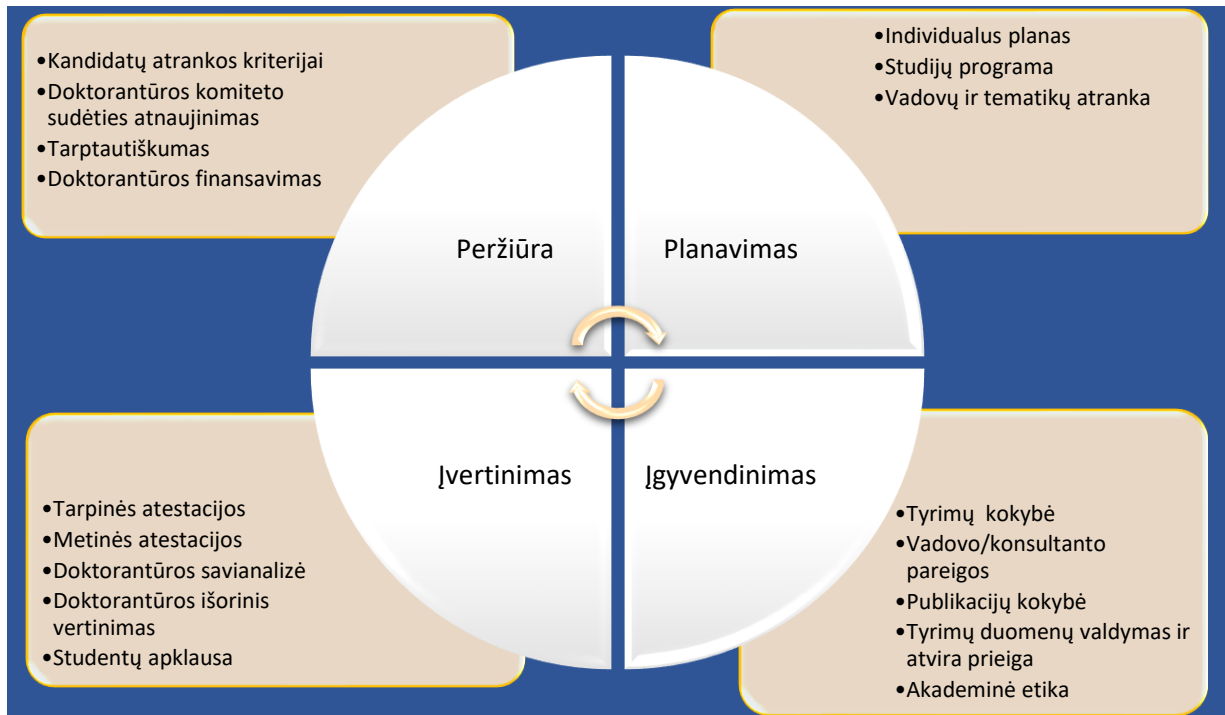 •Kandidatų atrankos kriterijai
•Doktorantūros komiteto
sudėties atnaujinimas
•Tarptautiškumas
•Doktorantūros finansavimas
•Individualus planas
•Studijų programa
•Vadovų ir tematikų atranka
Peržiūra
Planavimas
Įvertinimas
Įgyvendinimas
•Tarpinės atestacijos
•Metinės atestacijos
•Doktorantūros savianalizė
•Doktorantūros išorinis
vertinimas
•Studentų apklausa
•Tyrimų kokybė
•Vadovo/konsultanto
pareigos
•Publikacijų kokybė
•Tyrimų duomenų valdymas ir
atvira prieiga
•Akademinė etika